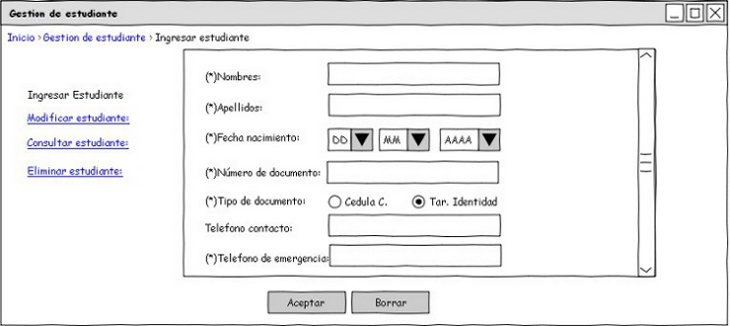 Gestion de estudiante
Inicio › Gestion de estudiante › Ingresar estudiante
Ingresar Estudiante
Modificar estudiante:
Consultar estudiante:
Eliminar estudiante:
(*)Nombres:
(*)Apellidos:
(*)Fecha nacimiento: DD MM AAAA
(*)Número de documento:
(*)Tipo de documento: Cedula C. Tar. Identidad
Telefono contacto:
(*)Telefono de emergencia:
Aceptar Borrar